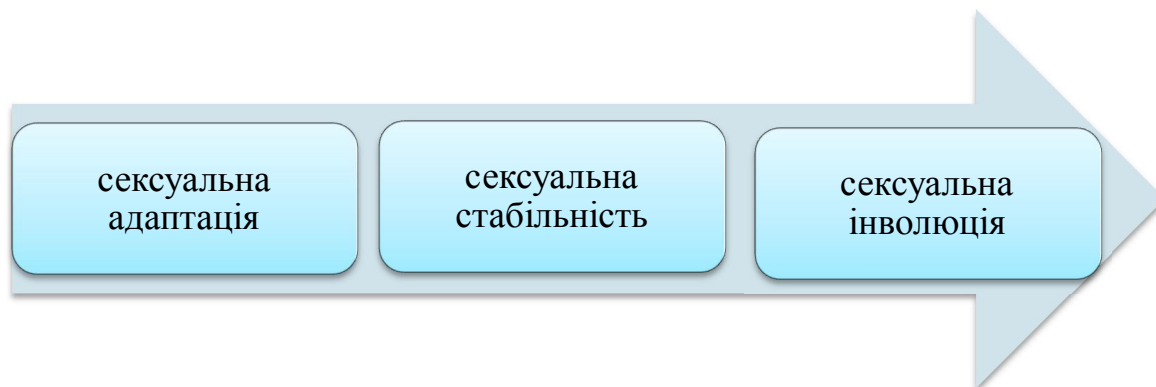 сексуальна
адаптація
сексуальна
стабільність
сексуальна
інволюція